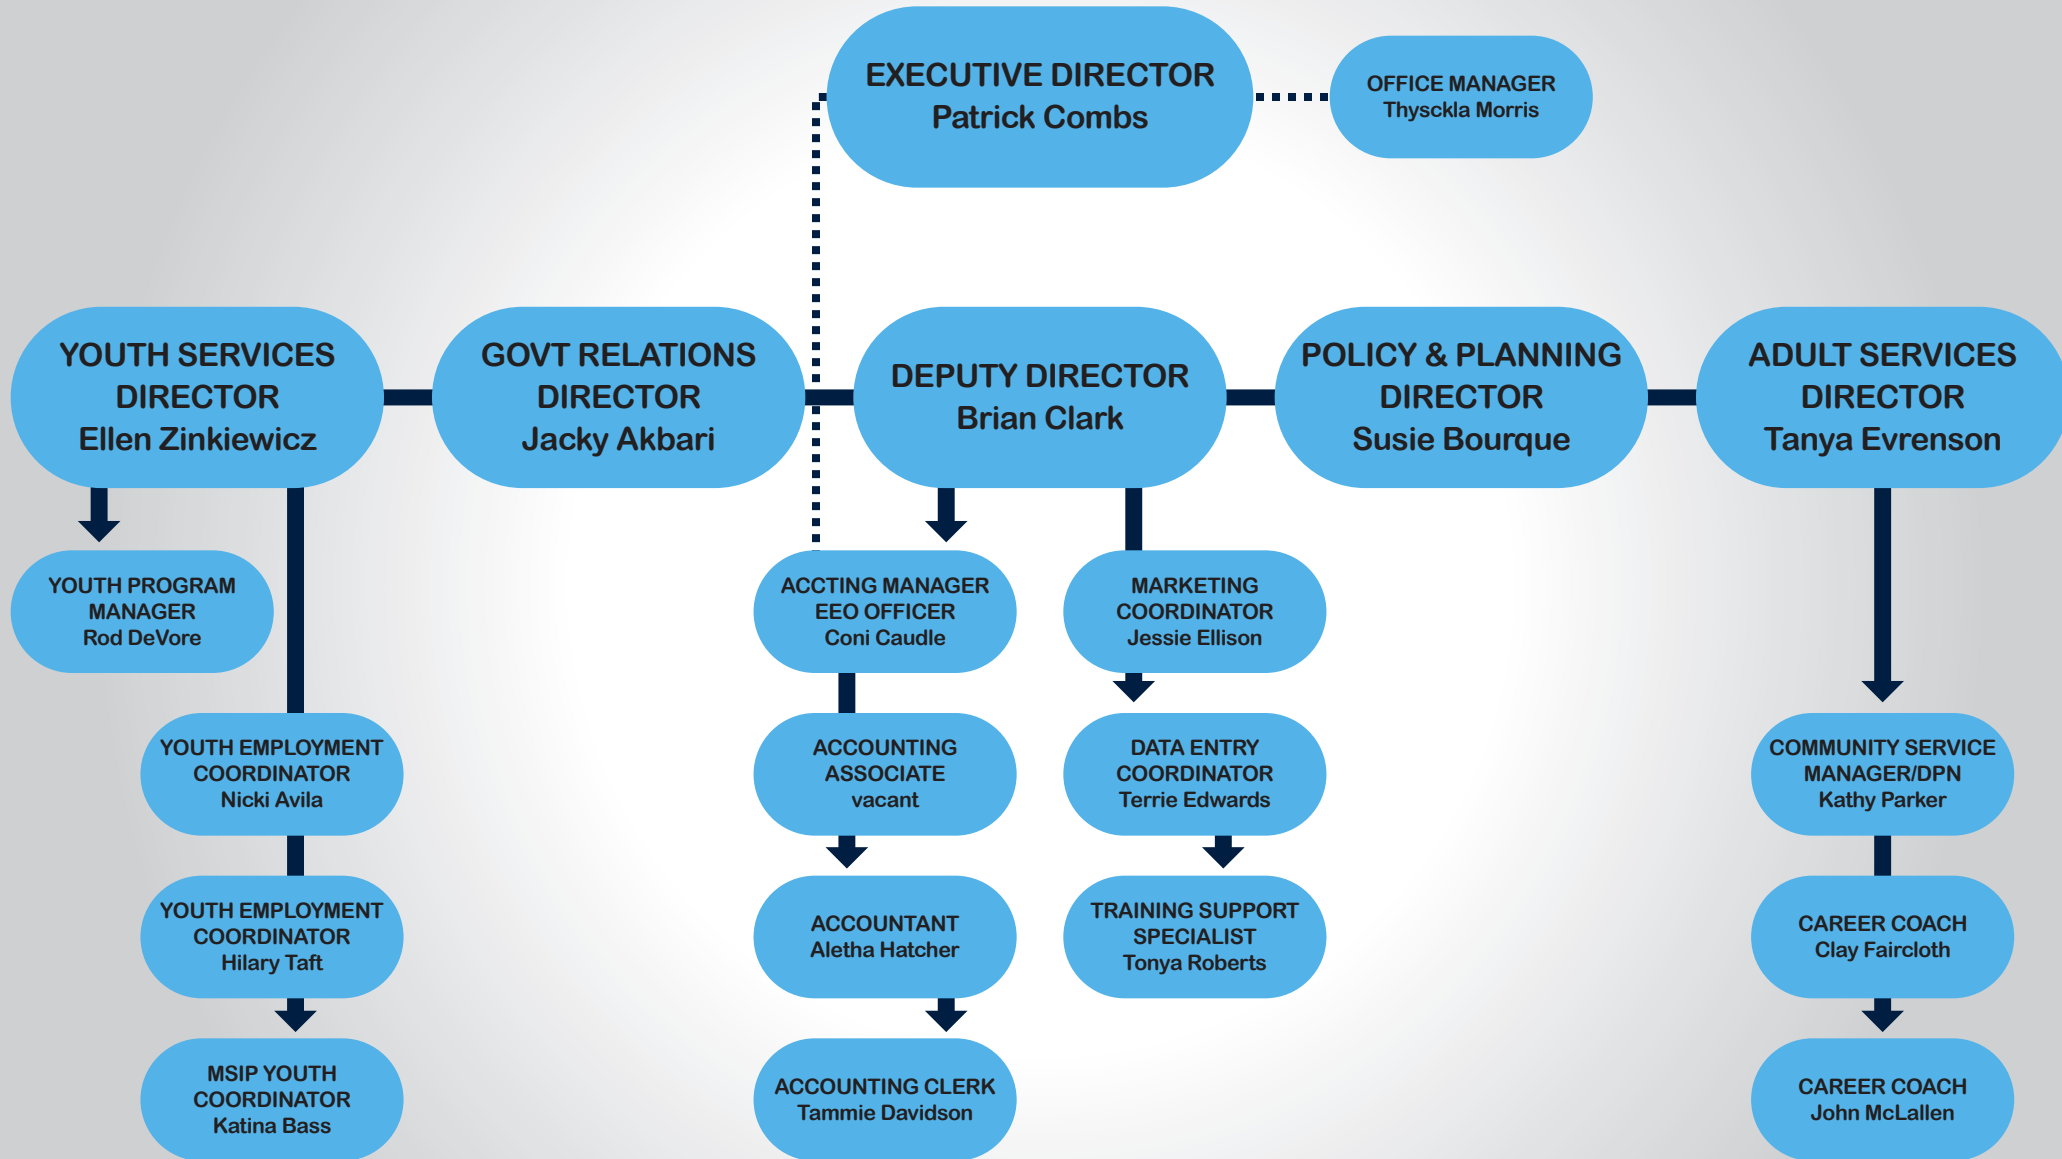 EXECUTIVE DIRECTOR
Patrick Combs
OFFICE MANAGER
Thysckla Morris
YOUTH SERVICES
DIRECTOR
Ellen Zinkiewicz
GOVT RELATIONS
DIRECTOR
Jacky Akbari
DEPUTY DIRECTOR
Brian Clark
POLICY & PLANNING
DIRECTOR
Susie Bourque
ADULT SERVICES
DIRECTOR
Tanya Evrenson
YOUTH PROGRAM
MANAGER
Rod DeVore
ACCTING MANAGER
EEO OFFICER
Coni Caudle
MARKETING
COORDINATOR
Jessie Ellison
YOUTH EMPLOYMENT
COORDINATOR
Nicki Avila
ACCOUNTING
ASSOCIATE
vacant
DATA ENTRY
COORDINATOR
Terrie Edwards
COMMUNITY SERVICE
MANAGER/DPN
Kathy Parker
YOUTH EMPLOYMENT
COORDINATOR
Hilary Taft
ACCOUNTANT
Aletha Hatcher
TRAINING SUPPORT
SPECIALIST
Tonya Roberts
CAREER COACH
Clay Faircloth
MSIP YOUTH
COORDINATOR
Katina Bass
ACCOUNTING CLERK
Tammie Davidson
CAREER COACH
John McLallen